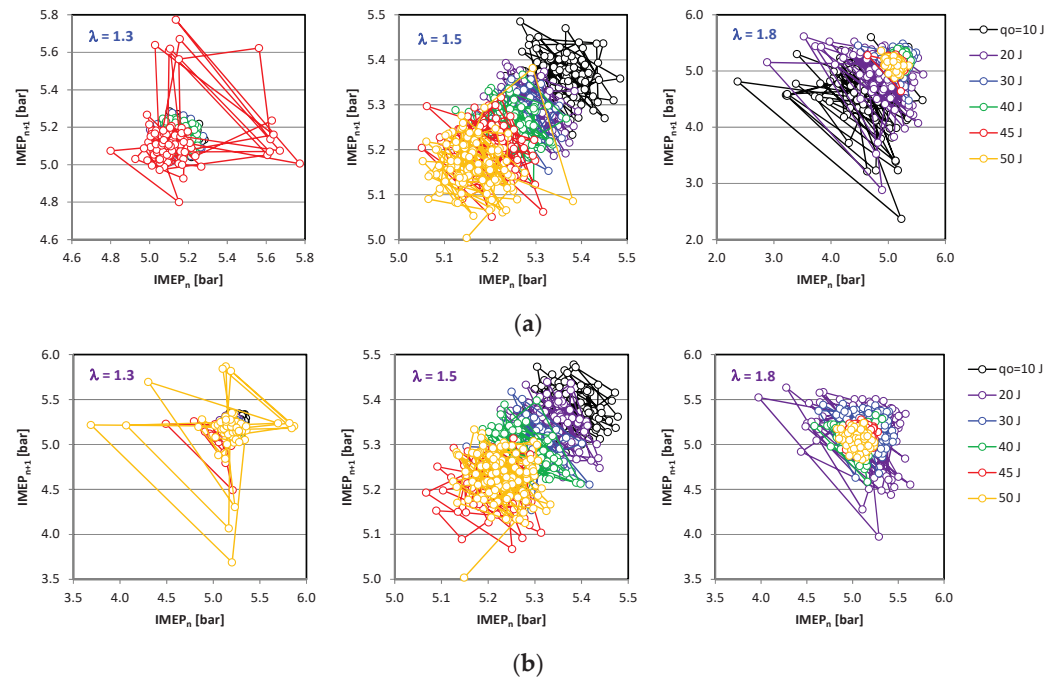 λ = 1.3
5.8
5.6
5.4
5.2
5.0
4.8
4.6
4.6 4.8 5.0 5.2 5.4 5.6 5.8
IMEPn+1 [bar]
IMEPn [bar]
λ = 1.5
5.5
5.4
5.3
5.2
5.1
5.0
5.0 5.1 5.2 5.3 5.4 5.5
IMEPn+1 [bar]
IMEPn [bar]
λ = 1.8
6.0
5.0
4.0
3.0
2.0
2.0 3.0 4.0 5.0 6.0
IMEPn+1 [bar]
IMEPn [bar]
qo=10 J
20 J
30 J
40 J
45 J
50 J
(a)
λ = 1.3
6.0
5.5
5.0
4.5
4.0
3.5
3.5 4.0 4.5 5.0 5.5 6.0
IMEPn+1 [bar]
IMEPn [bar]
λ = 1.5
5.5
5.4
5.3
5.2
5.1
5.0
5.0 5.1 5.2 5.3 5.4 5.5
IMEPn+1 [bar]
IMEPn [bar]
λ = 1.8
6.0
5.5
5.0
4.5
4.0
3.5
3.5 4.0 4.5 5.0 5.5 6.0
IMEPn+1 [bar]
IMEPn [bar]
qo=10 J
20 J
30 J
40 J
45 J
50 J
(b)